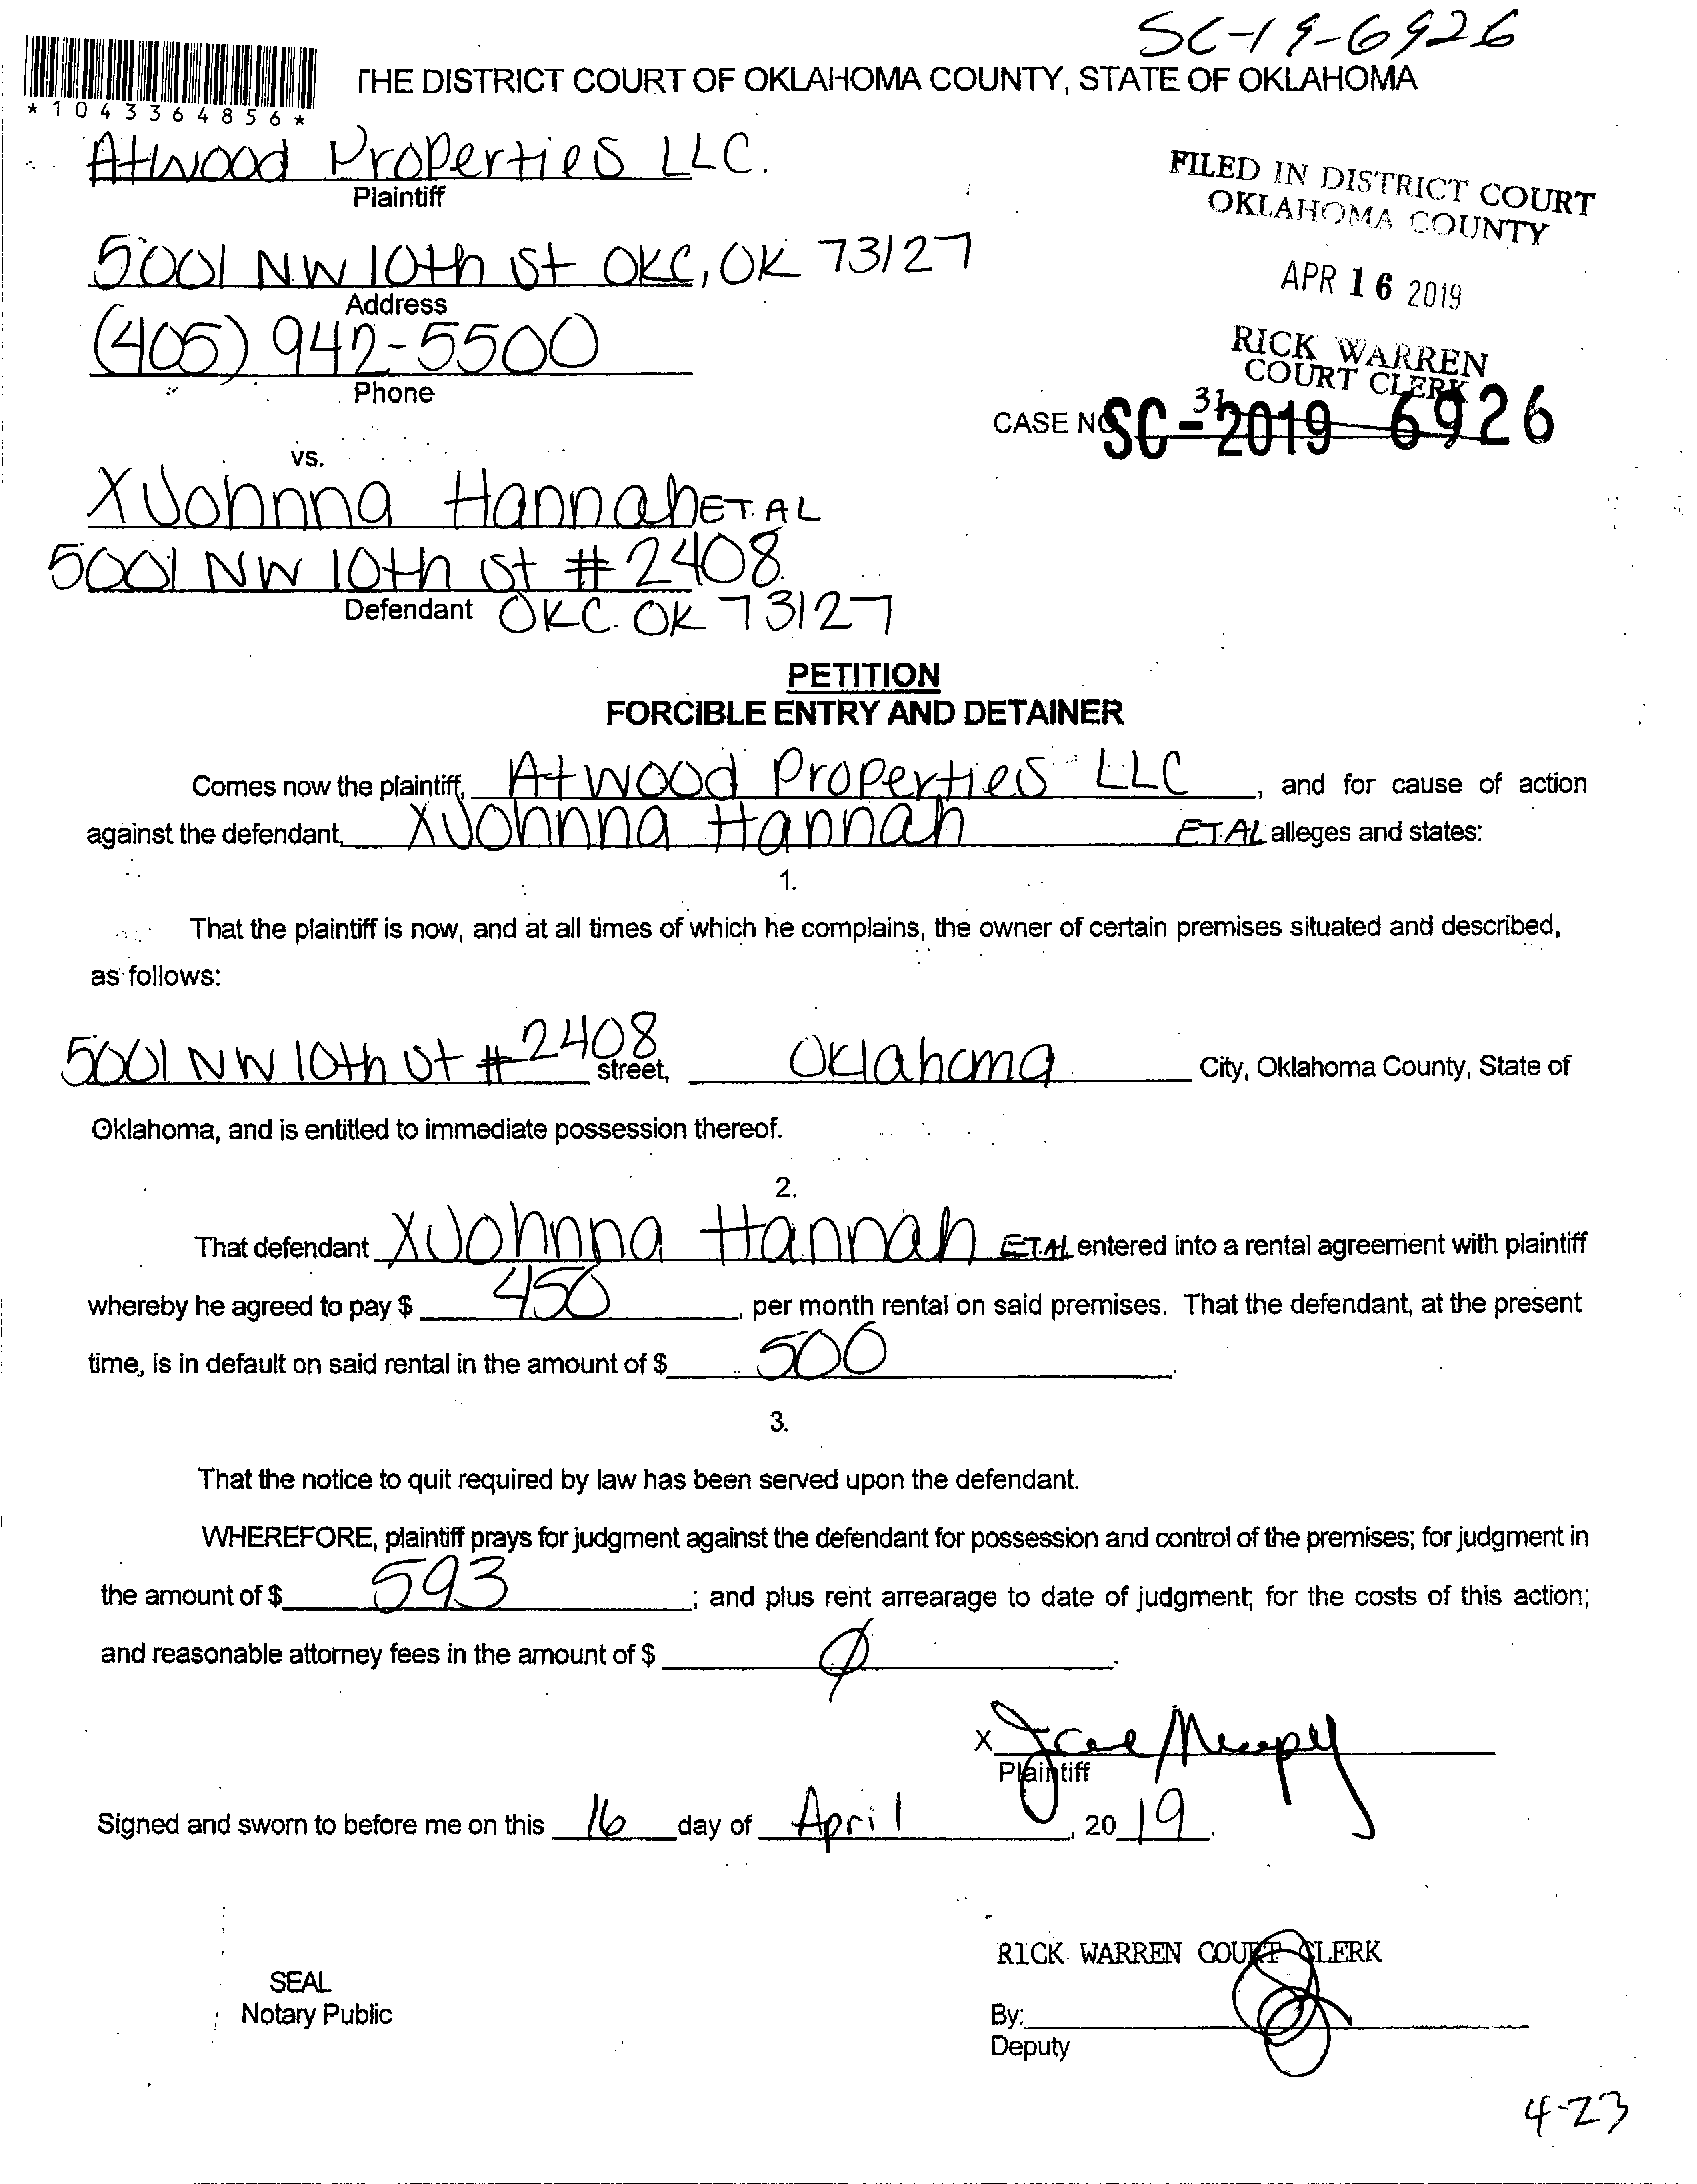 SC-19-6926
THE DISTRICT COURT OF OKLAHOMA COUNTY, STATE OF OKLAHOMA
*1043364856*
Atwood Properties LLC.
Plaintiff
FILED IN DISTRICT COURT
OKLAHOMA COUNTY
5001 NW 10th St OKC, OK 73127
Address
APR 16 2019
(405) 942-5500
Phone
RICK WARREN
COURT CLERK
31
CASE NO SC-2019 6926
vs.
XJohnna Hannah ET. AL
5001 NW 10th St # 2408
Defendant OKC. OK 73127
PETITION
FORCIBLE ENTRY AND DETAINER
Comes now the plaintiff, Atwood Properties LLC, and for cause of action
against the defendant, XJohnna Hannah ET.AL alleges and states:
1.
That the plaintiff is now, and at all times of which he complains, the owner of certain premises situated and described,
as follows:
5001 NW 10th St # 2408 street, Oklahoma City, Oklahoma County, State of
Oklahoma, and is entitled to immediate possession thereof.
2.
That defendant XJohnna Hannah ET.AL entered into a rental agreement with plaintiff
whereby he agreed to pay $ 450, per month rental on said premises. That the defendant, at the present
time, is in default on said rental in the amount of $ 500.
3.
That the notice to quit required by law has been served upon the defendant.
WHEREFORE, plaintiff prays for judgment against the defendant for possession and control of the premises; for judgment in
the amount of $ 593; and plus rent arrearage to date of judgment; for the costs of this action;
and reasonable attorney fees in the amount of $ Ø.
X
Plaintiff
Signed and sworn to before me on this 16 day of April, 2019.
RICK WARREN COURT CLERK
SEAL
Notary Public
By:
Deputy
4-23